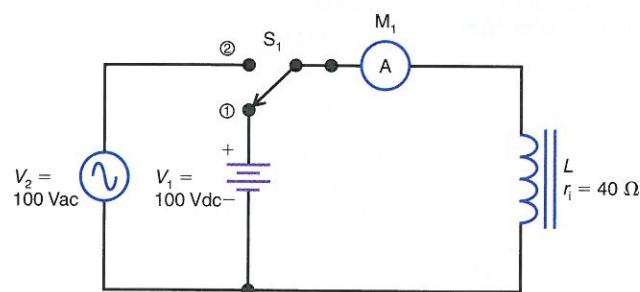 M₁
② S₁
A
①
+
V₂ =
100 Vac
V₁ =
100 Vdc−
L
rᵢ = 40 Ω